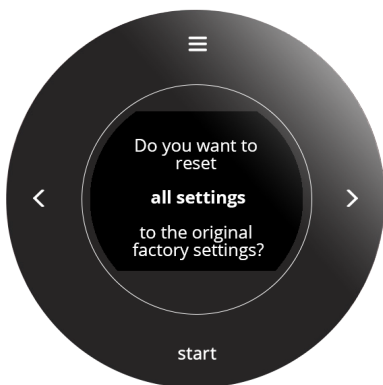 Do you want to
reset
all settings
to the original
factory settings?
start